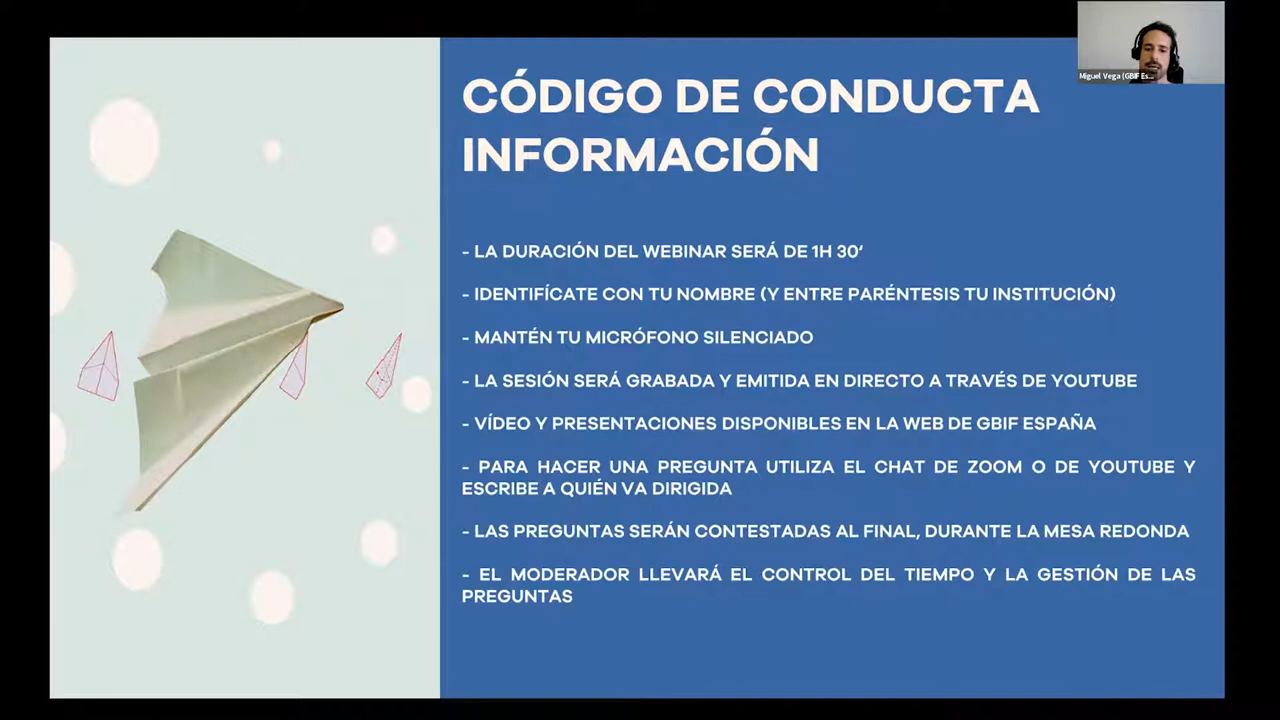 CÓDIGO DE CONDUCTA
INFORMACIÓN
- LA DURACIÓN DEL WEBINAR SERÁ DE 1H 30'
- IDENTIFÍCATE CON TU NOMBRE (Y ENTRE PARÉNTESIS TU INSTITUCIÓN)
- MANTÉN TU MICRÓFONO SILENCIADO
- LA SESIÓN SERÁ GRABADA Y EMITIDA EN DIRECTO A TRAVÉS DE YOUTUBE
- VÍDEO Y PRESENTACIONES DISPONIBLES EN LA WEB DE GBIF ESPAÑA
- PARA HACER UNA PREGUNTA UTILIZA EL CHAT DE ZOOM O DE YOUTUBE Y
ESCRIBE A QUIÉN VA DIRIGIDA
- LAS PREGUNTAS SERÁN CONTESTADAS AL FINAL, DURANTE LA MESA REDONDA
- EL MODERADOR LLEVARÁ EL CONTROL DEL TIEMPO Y LA GESTIÓN DE LAS
PREGUNTAS
Miguel Vega (GBIF Es...